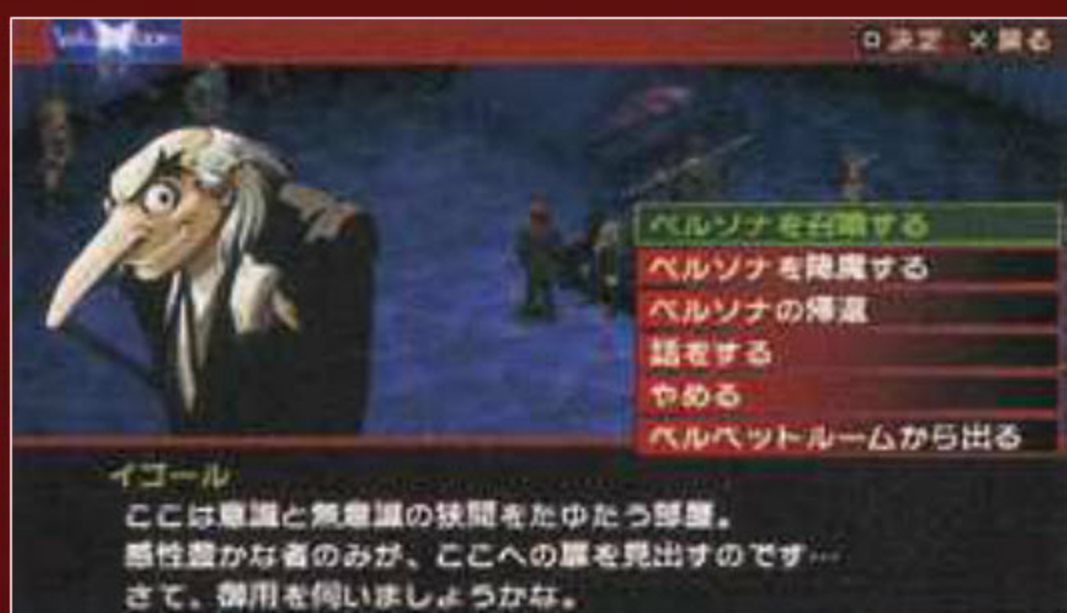 Velvet Room
□決定 ×戻る
ペルソナを召喚する
ペルソナを降魔する
ペルソナの帰還
話をする
やめる
ベルベットルームから出る
イゴール
ここは意識と無意識の狭間をたゆたう部屋。
感性豊かな者のみが、ここへの扉を見出すのです…
さて、御用を伺いましょうかな。